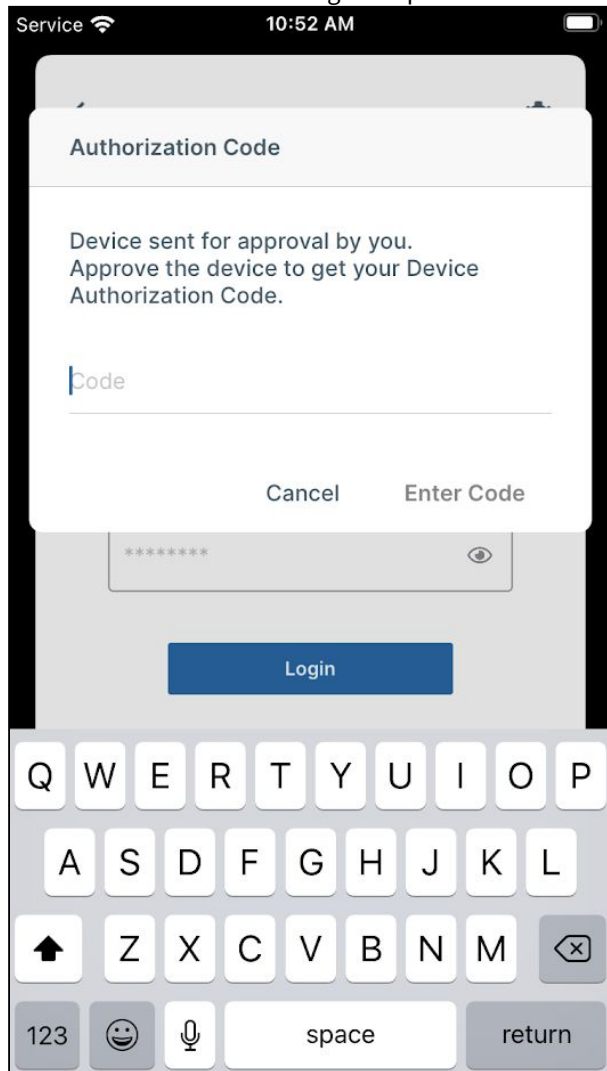 Service 10:52 AM
Authorization Code
Device sent for approval by you.
Approve the device to get your Device
Authorization Code.
Code
Cancel Enter Code
********
Login
Q W E R T Y U I O P
A S D F G H J K L
Z X C V B N M
123 space return